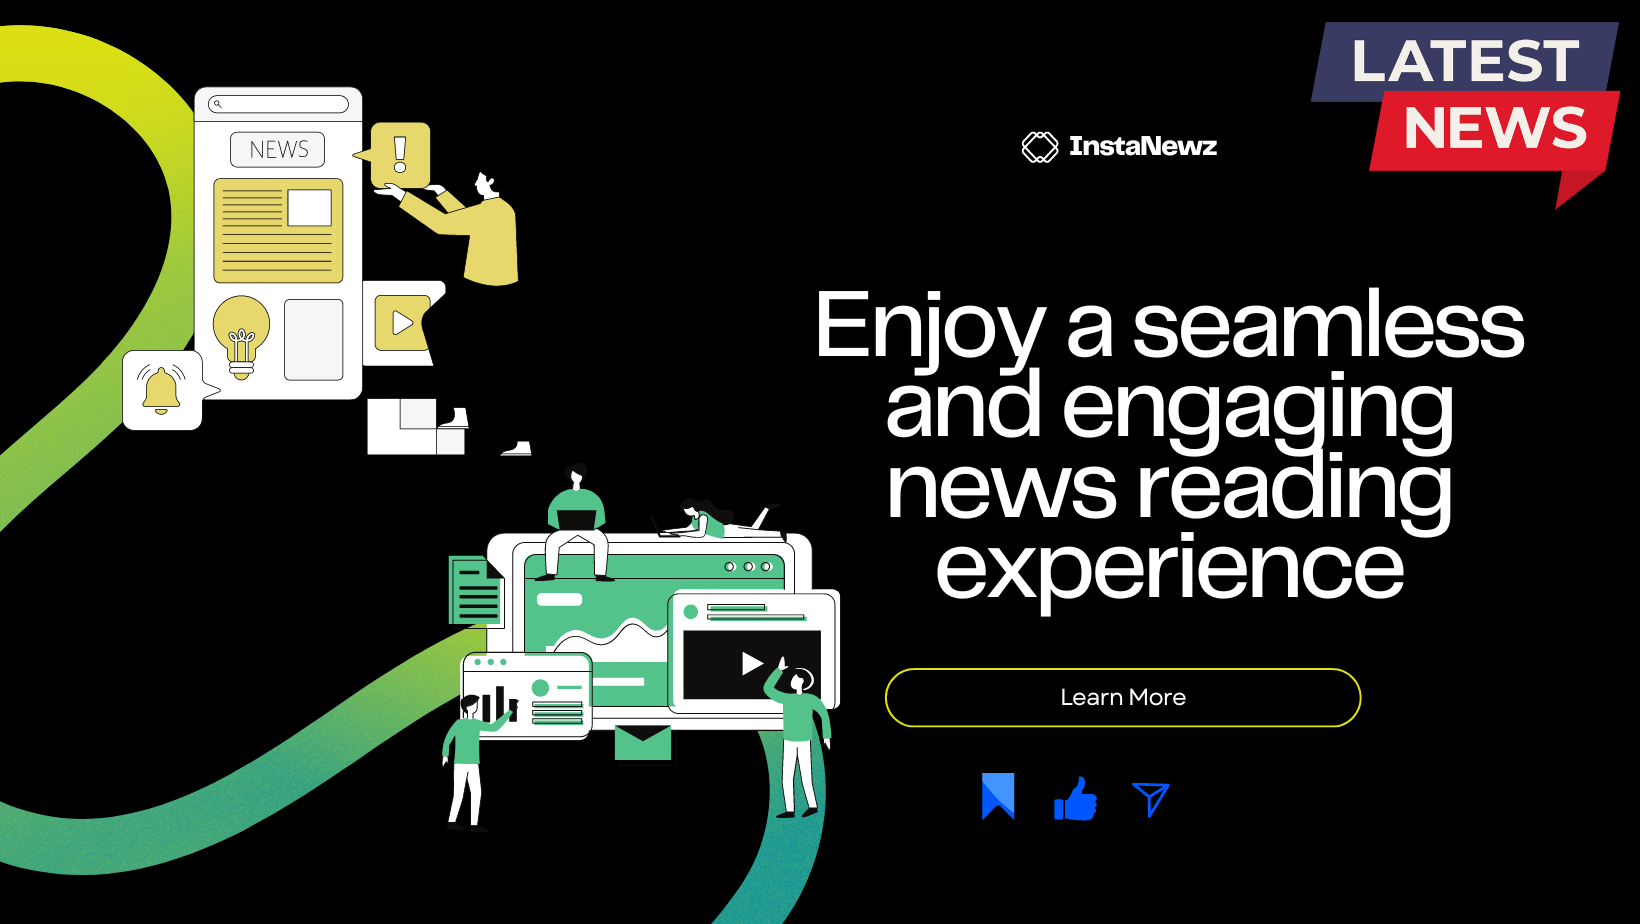 LATEST
NEWS
InstaNewz
NEWS
Enjoy a seamless
and engaging
news reading
experience
Learn More